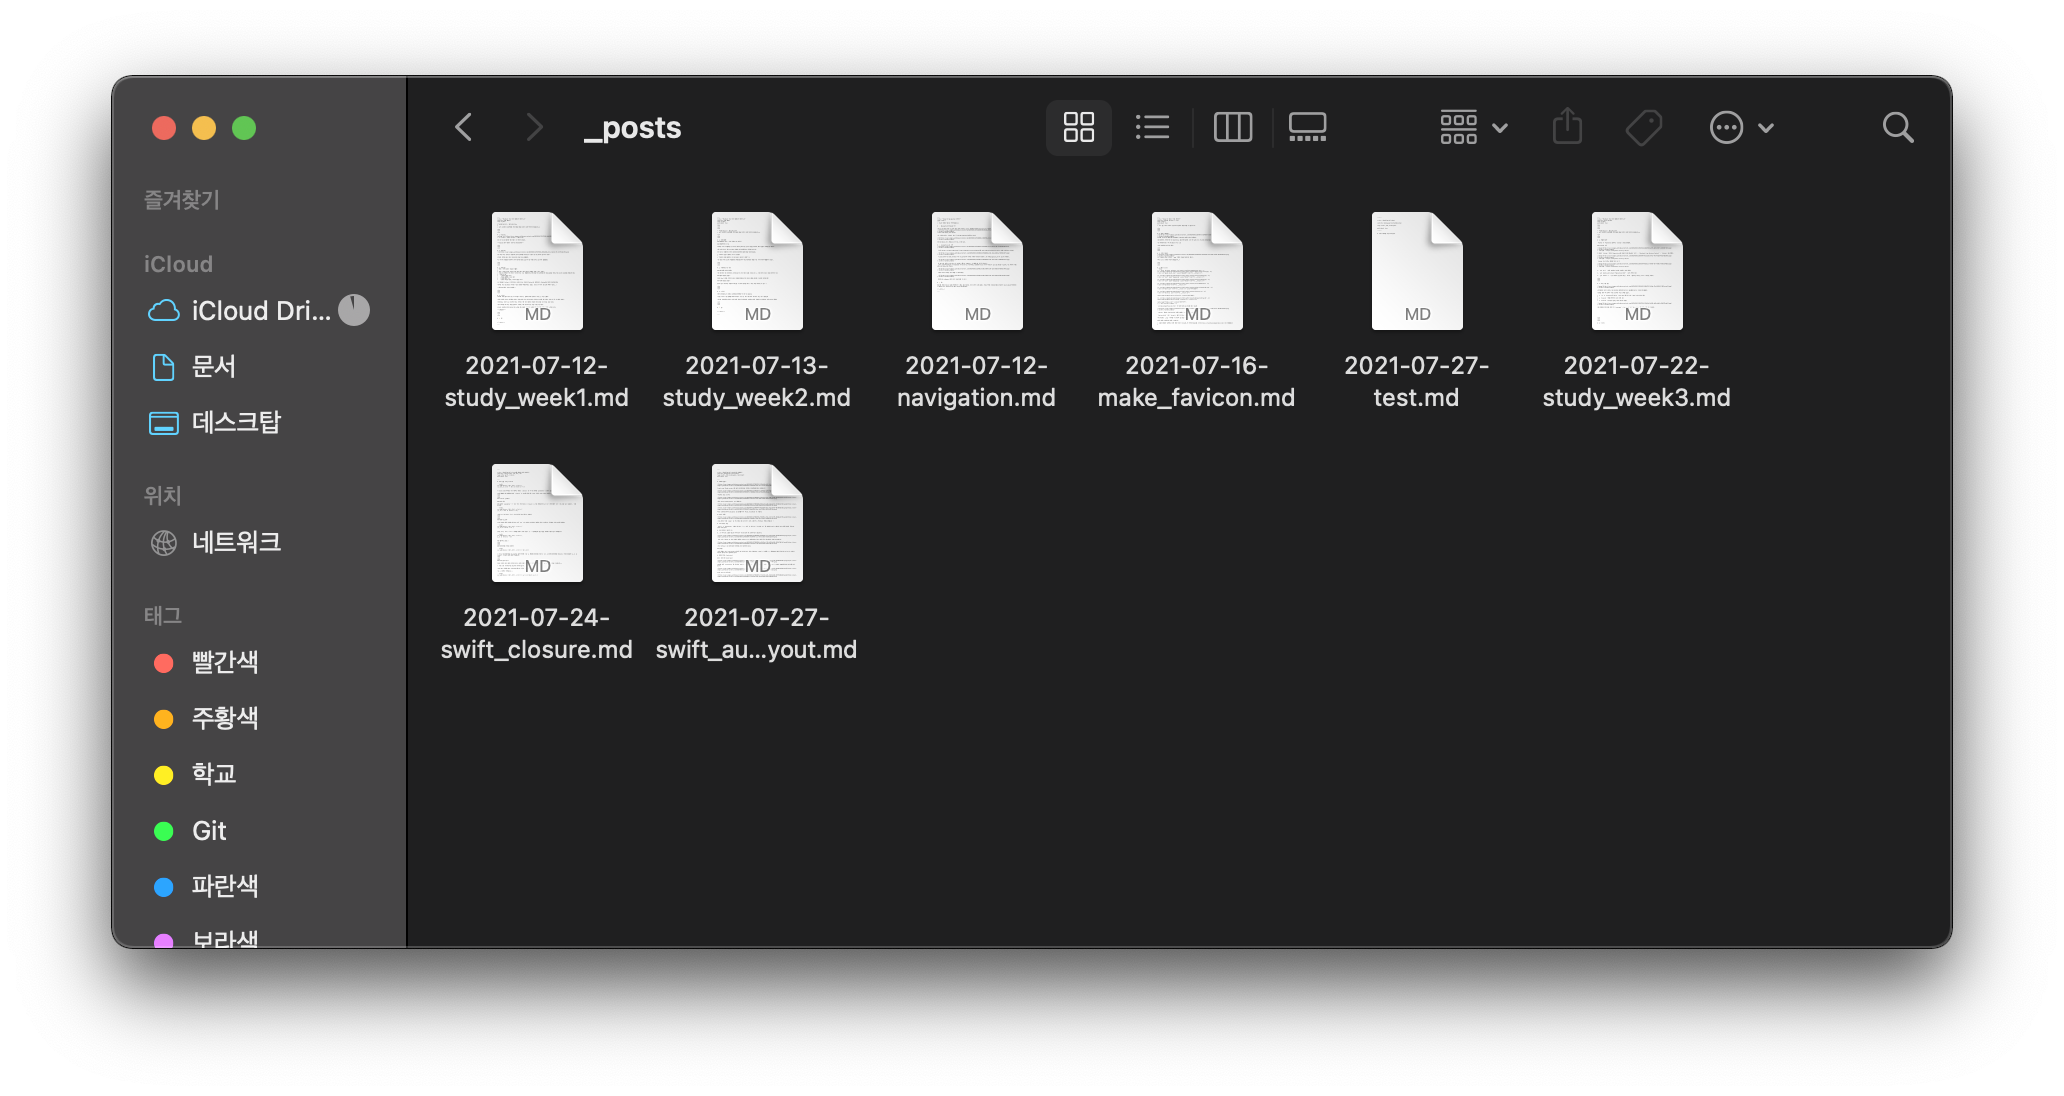 _posts
즐겨찾기
iCloud
iCloud Dri...
문서
데스크탑
위치
네트워크
태그
빨간색
주황색
학교
Git
파란색
보라색
MD
MD
MD
MD
MD
MD
2021-07-12-
study_week1.md
2021-07-13-
study_week2.md
2021-07-12-
navigation.md
2021-07-16-
make_favicon.md
2021-07-27-
test.md
2021-07-22-
study_week3.md
MD
MD
2021-07-24-
swift_closure.md
2021-07-27-
swift_au...yout.md